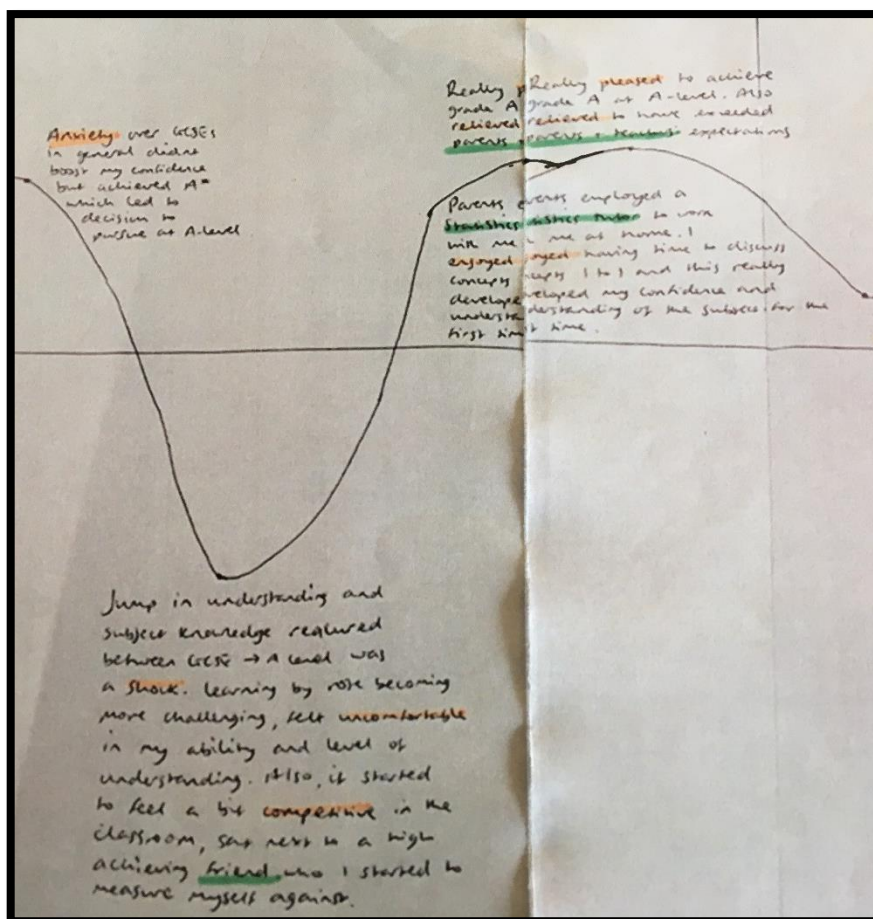 Anxiety over GCSEs
in general didnt
boost my confidence
but achieved A*
which led to
decision to
pursue at A-level
Really Really pleased to achieve
grade A grade A at A-level. Also
relieved relieved to have exceeded
parents parents + teachers expectations
Parents employed a
Statistics tutor to work
with me at home. I
enjoyed having time to discuss
concepts 1 to 1 and this really
developed my confidence and
understanding of the subject for the
first time.
Jump in understanding and
subject knowledge required
between GCSE → A level was
a shock. Learning by rote becoming
more challenging, felt uncomfortable
in my ability and level of
understanding. Also, it started
to feel a bit competitive in the
classroom, sat next to a high
achieving friend who I started to
measure myself against.